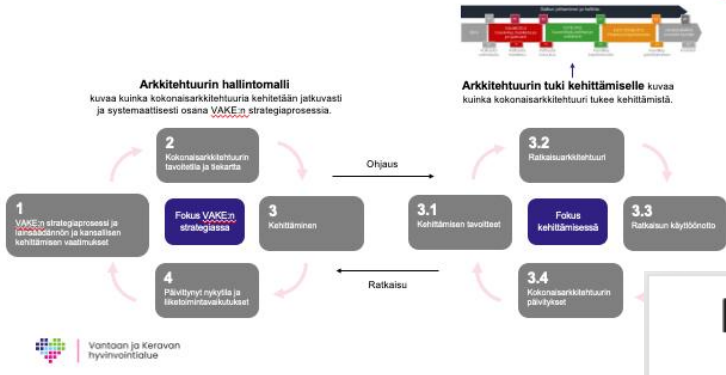 Arkkitehtuurin hallintomalli
kuvaa kuinka kokonaisarkkitehtuuria kehitetään jatkuvasti
ja systemaattisesti osana VAKE:n strategiaprosessia.
Arkkitehtuurin tuki kehittämiselle kuvaa
kuinka kokonaisarkkitehtuuri tukee kehittämistä.
2
Kokonaisarkkitehtuurin
tavoitetila ja tiekartta
1
VAKE:n strategiaprosessi ja
lainsäädännön ja kansallisen
kehittämisen vaatimukset
Fokus VAKE:n
strategiassa
3
Kehittäminen
4
Päivittynyt nykytila ja
liiketoimintavaikutukset
Ohjaus
Ratkaisu
3.2
Ratkaisuarkkitehtuuri
3.1
Kehittämisen tavoitteet
Fokus
kehittämisessä
3.3
Ratkaisun käyttöönotto
3.4
Kokonaisarkkitehtuurin
päivitykset
Vantaan ja Keravan
hyvinvointialue